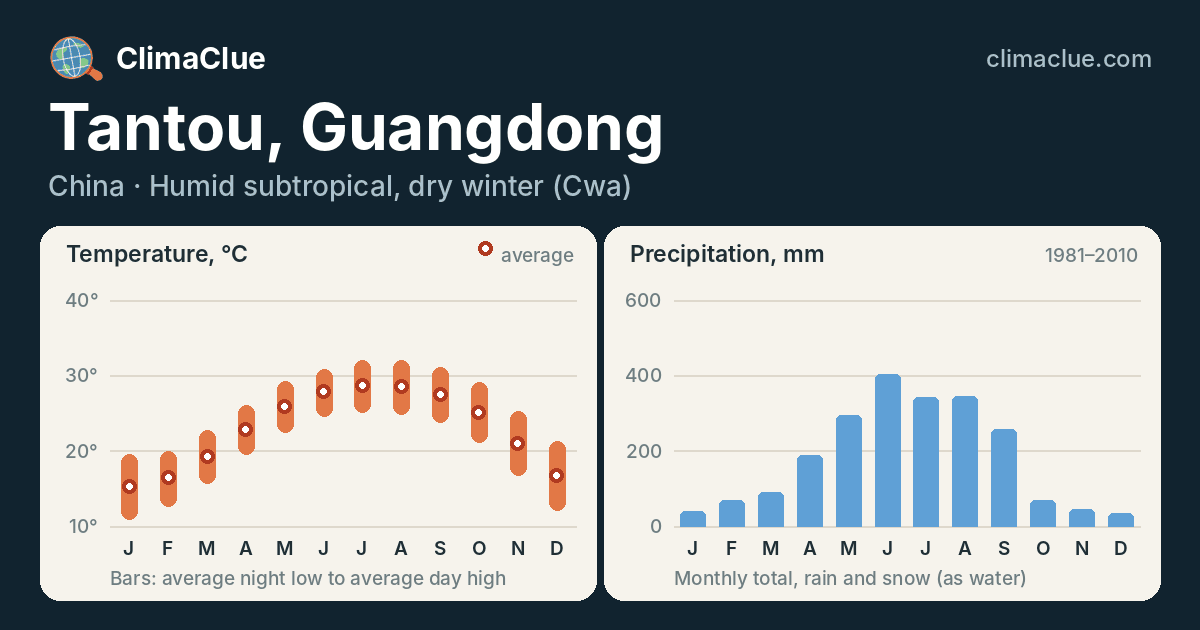 ClimaClue
climaclue.com
Tantou, Guangdong
China · Humid subtropical, dry winter (Cwa)
Temperature, °C
average
40°
30°
20°
10°
J F M A M J J A S O N D
Bars: average night low to average day high
Precipitation, mm
1981–2010
600
400
200
0
J F M A M J J A S O N D
Monthly total, rain and snow (as water)